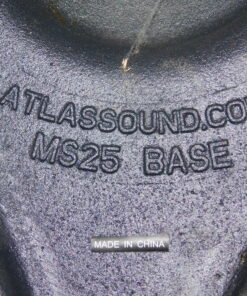 ATLASSOUND.CO
MS25 BASE
MADE IN CHINA